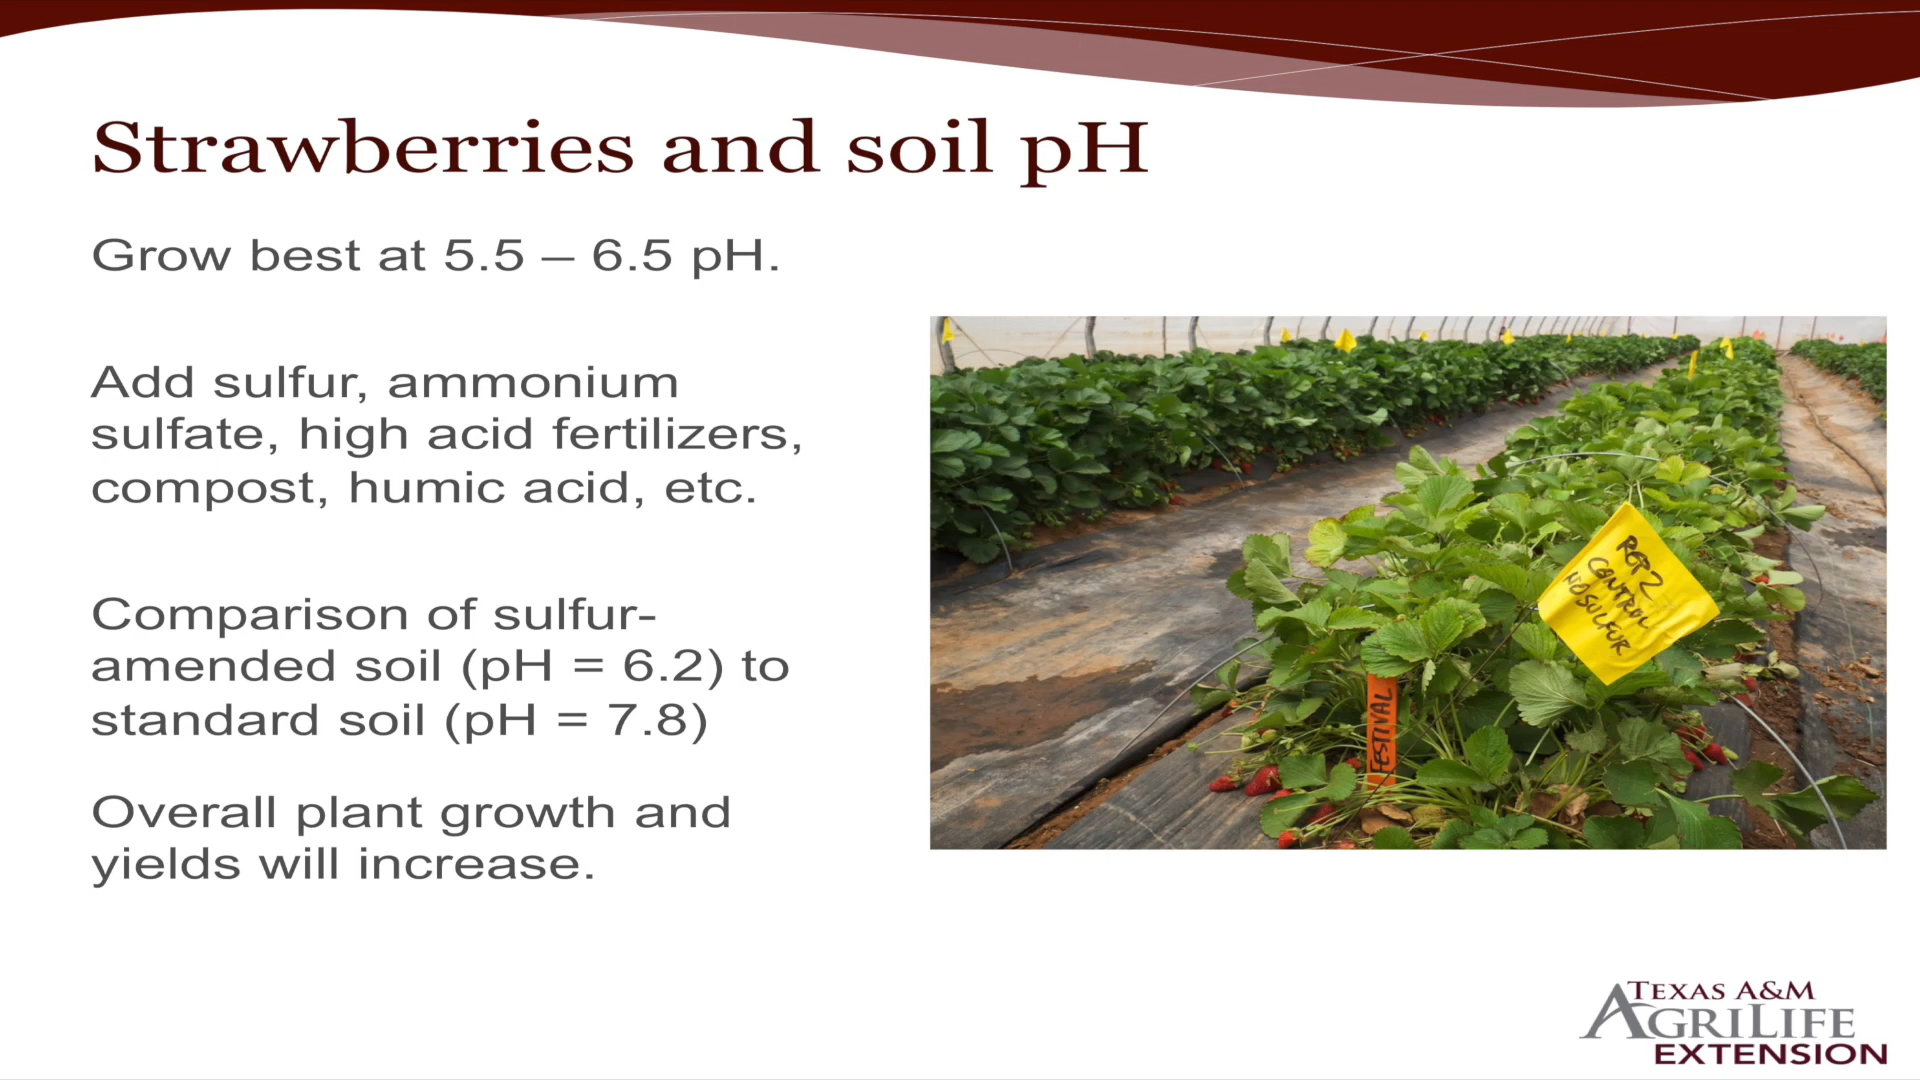 Strawberries and soil pH
Grow best at 5.5 – 6.5 pH.
Add sulfur, ammonium
sulfate, high acid fertilizers,
compost, humic acid, etc.
Comparison of sulfur-
amended soil (pH = 6.2) to
standard soil (pH = 7.8)
Overall plant growth and
yields will increase.
REP2
CONTROL
NO SULFUR
FESTIVAL
TEXAS A&M
AGRILIFE
EXTENSION